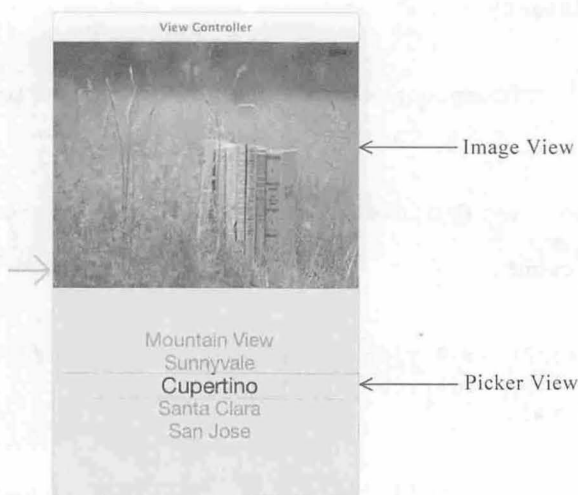 View Controller
Image View
Mountain View
Sunnyvale
Cupertino
Picker View
Santa Clara
San Jose